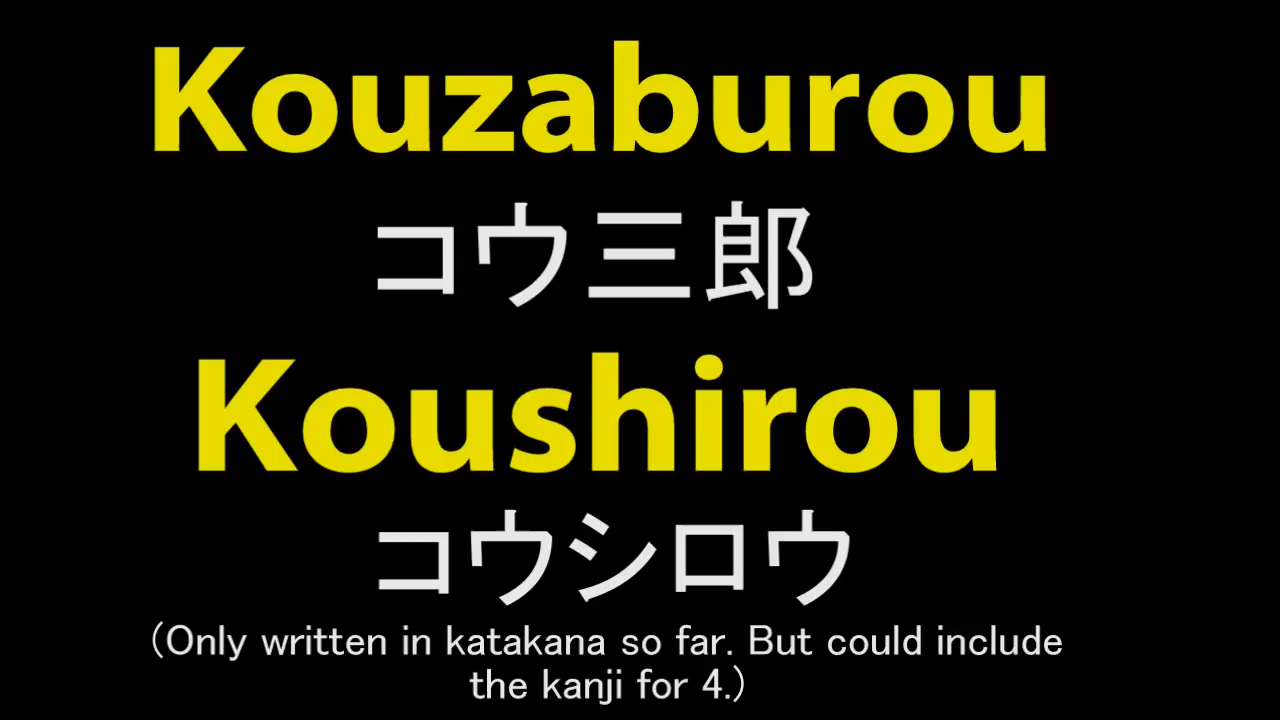 Kouzaburou
コウ三郎
Koushirou
コウシロウ
(Only written in katakana so far. But could include
the kanji for 4.)